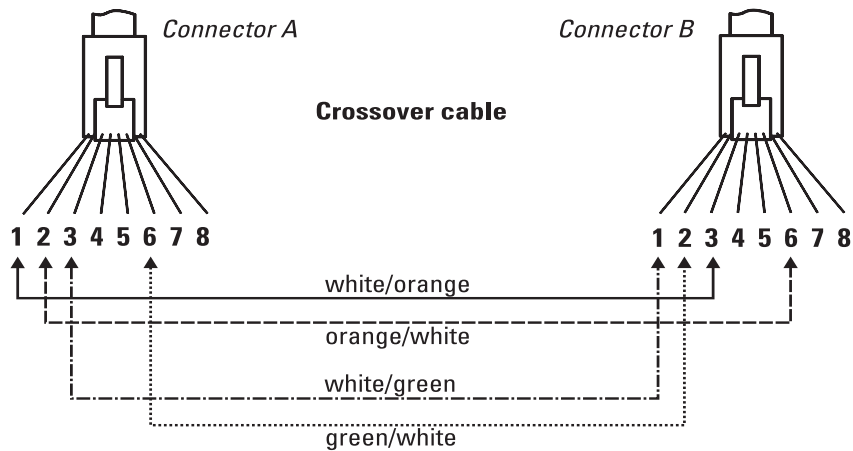 Connector A
Connector B
Crossover cable
1 2 3 4 5 6 7 8
1 2 3 4 5 6 7 8
white/orange
orange/white
white/green
green/white